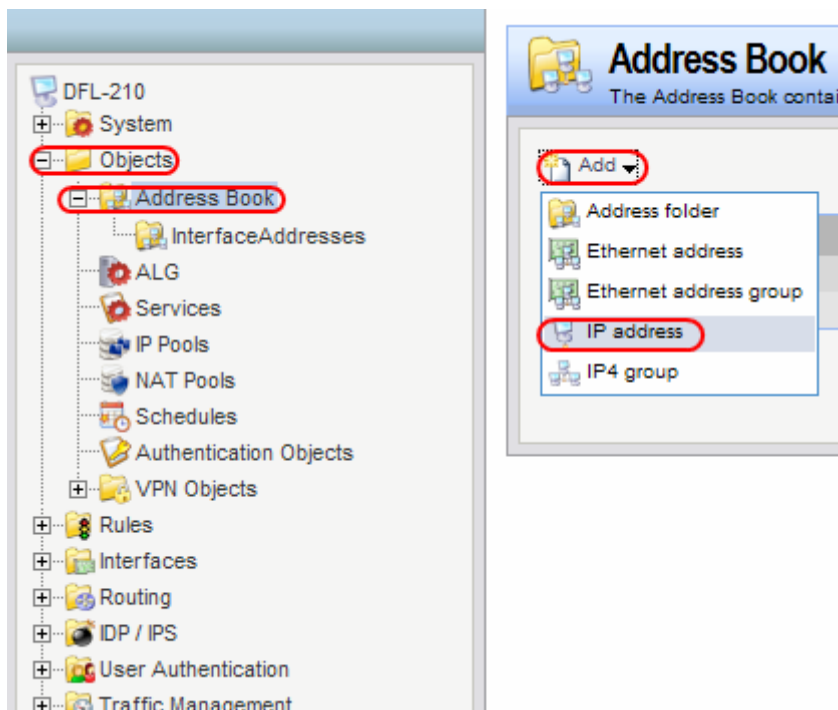 DFL-210
System
Objects
Address Book
InterfaceAddresses
ALG
Services
IP Pools
NAT Pools
Schedules
Authentication Objects
VPN Objects
Rules
Interfaces
Routing
IDP / IPS
User Authentication
Traffic Management
Address Book
The Address Book contai
Add
Address folder
Ethernet address
Ethernet address group
IP address
IP4 group